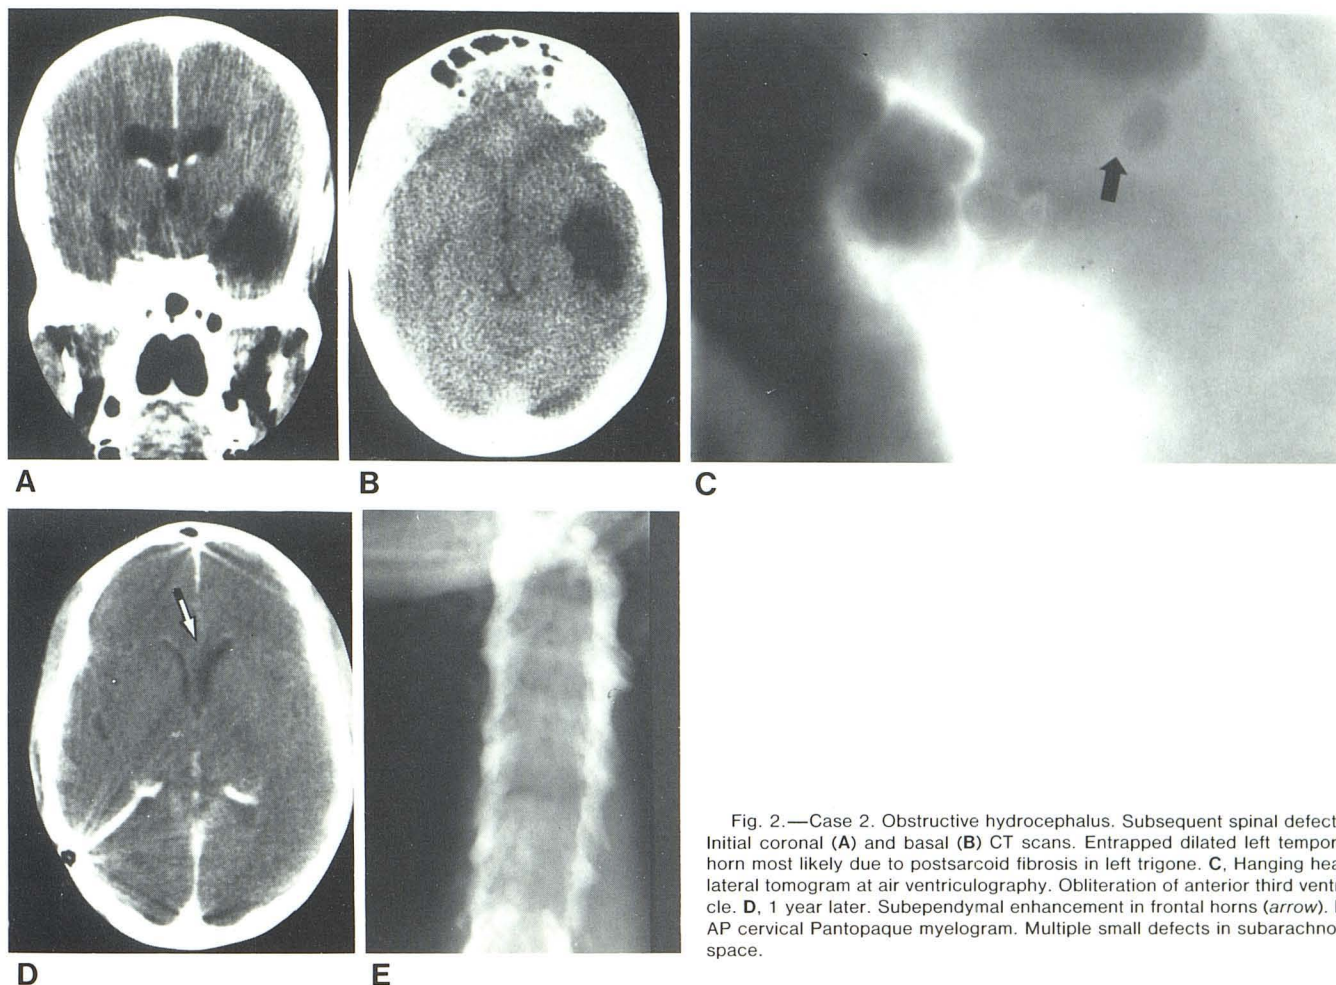 A
B
C
D
E
Fig. 2.—Case 2. Obstructive hydrocephalus. Subsequent spinal defect
Initial coronal (A) and basal (B) CT scans. Entrapped dilated left tempor
horn most likely due to postsarcoid fibrosis in left trigone. C, Hanging hea
lateral tomogram at air ventriculography. Obliteration of anterior third ventri
cle. D, 1 year later. Subependymal enhancement in frontal horns (arrow).
AP cervical Pantopaque myelogram. Multiple small defects in subarachno
space.